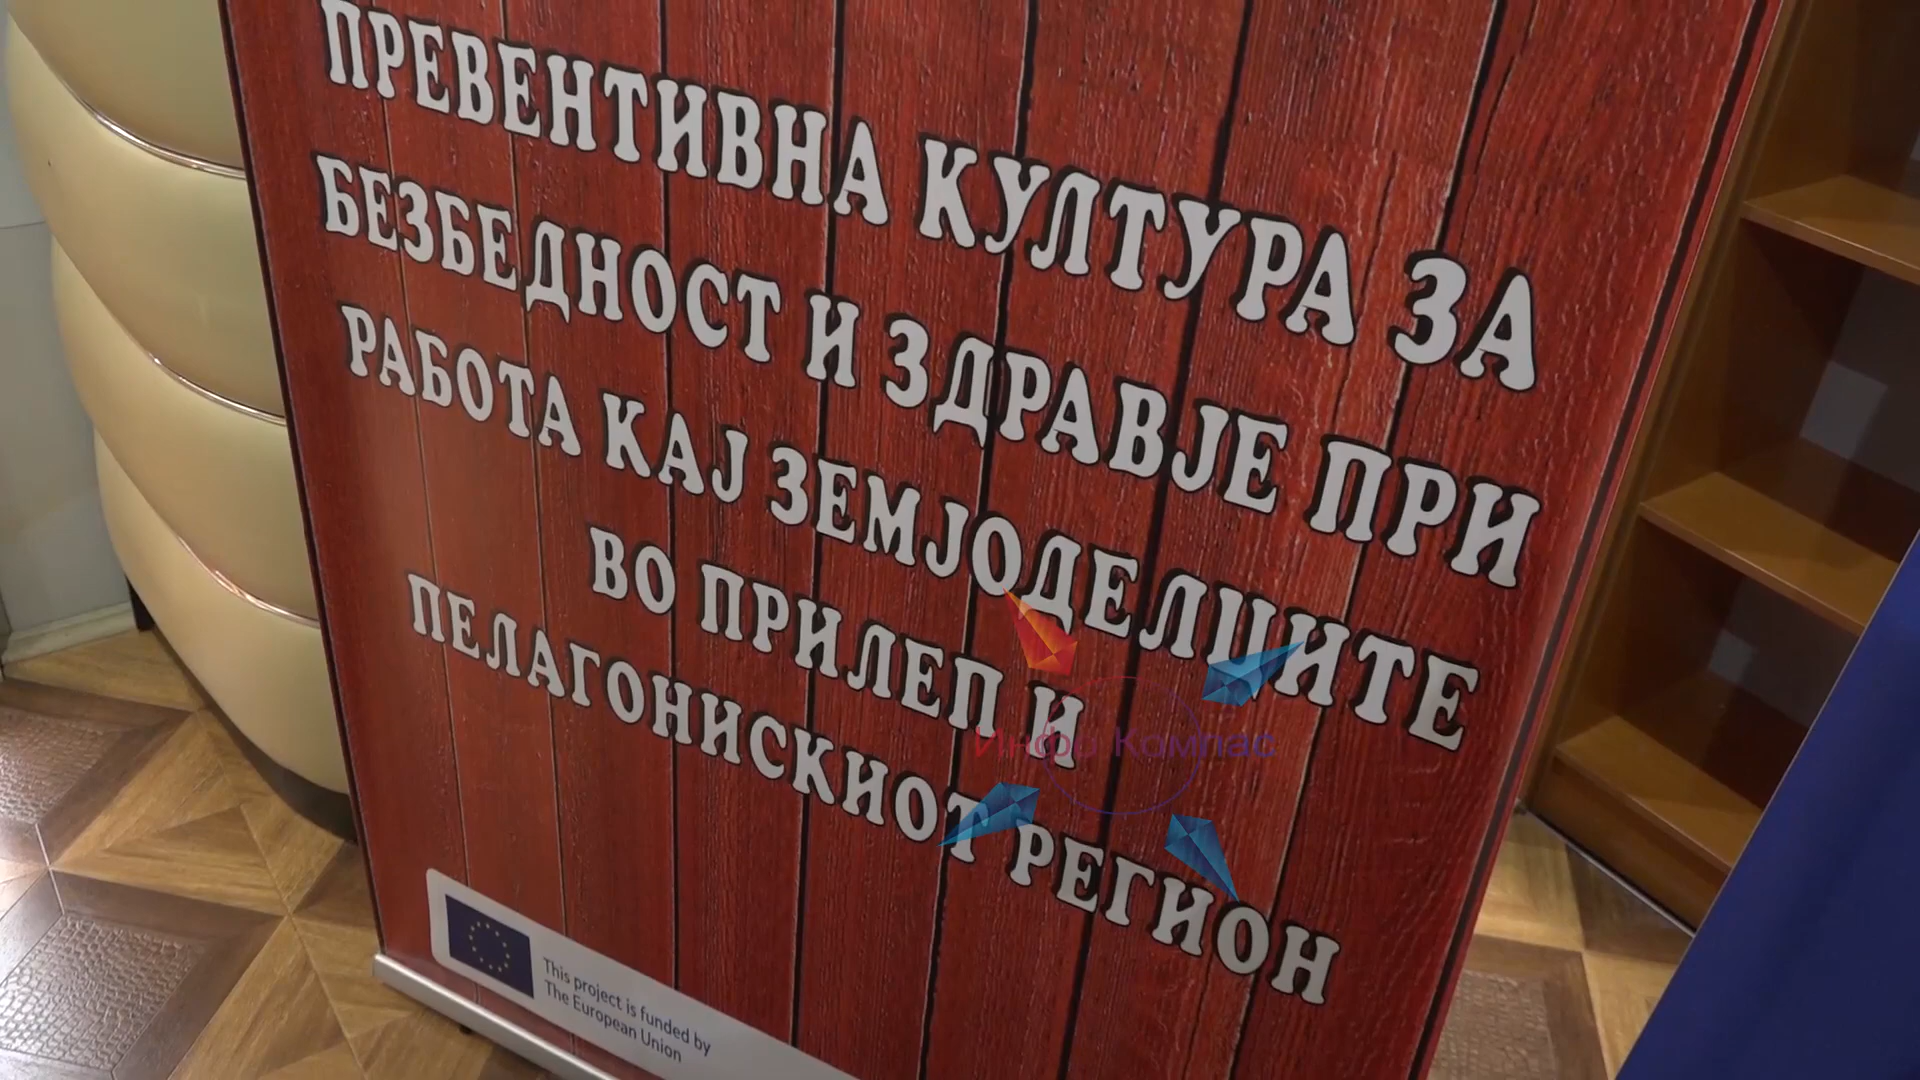 ПРЕВЕНТИВНА КУЛТУРА ЗА
БЕЗБЕДНОСТ И ЗДРАВЈЕ ПРИ
РАБОТА КАЈ ЗЕМЈОДЕЛЦИТЕ
ВО ПРИЛЕП И
ПЕЛАГОНИСКИОТ РЕГИОН
Инфо Компас
This project is funded by
The European Union